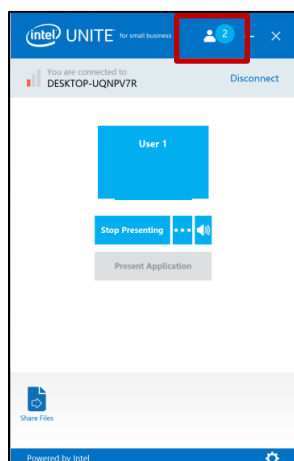 intel UNITE for small business 2
You are connected to
DESKTOP-UQNPV7R
Disconnect
User 1
Stop Presenting
Present Application
Share Files
Powered by Intel